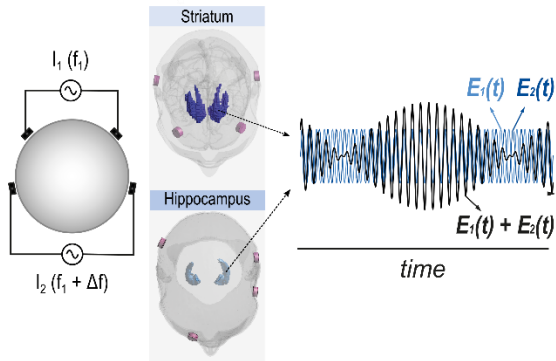 I₁ (f₁)
I₂ (f₁ + Δf)
Striatum
Hippocampus
E₁(t) E₂(t)
E₁(t) + E₂(t)
time